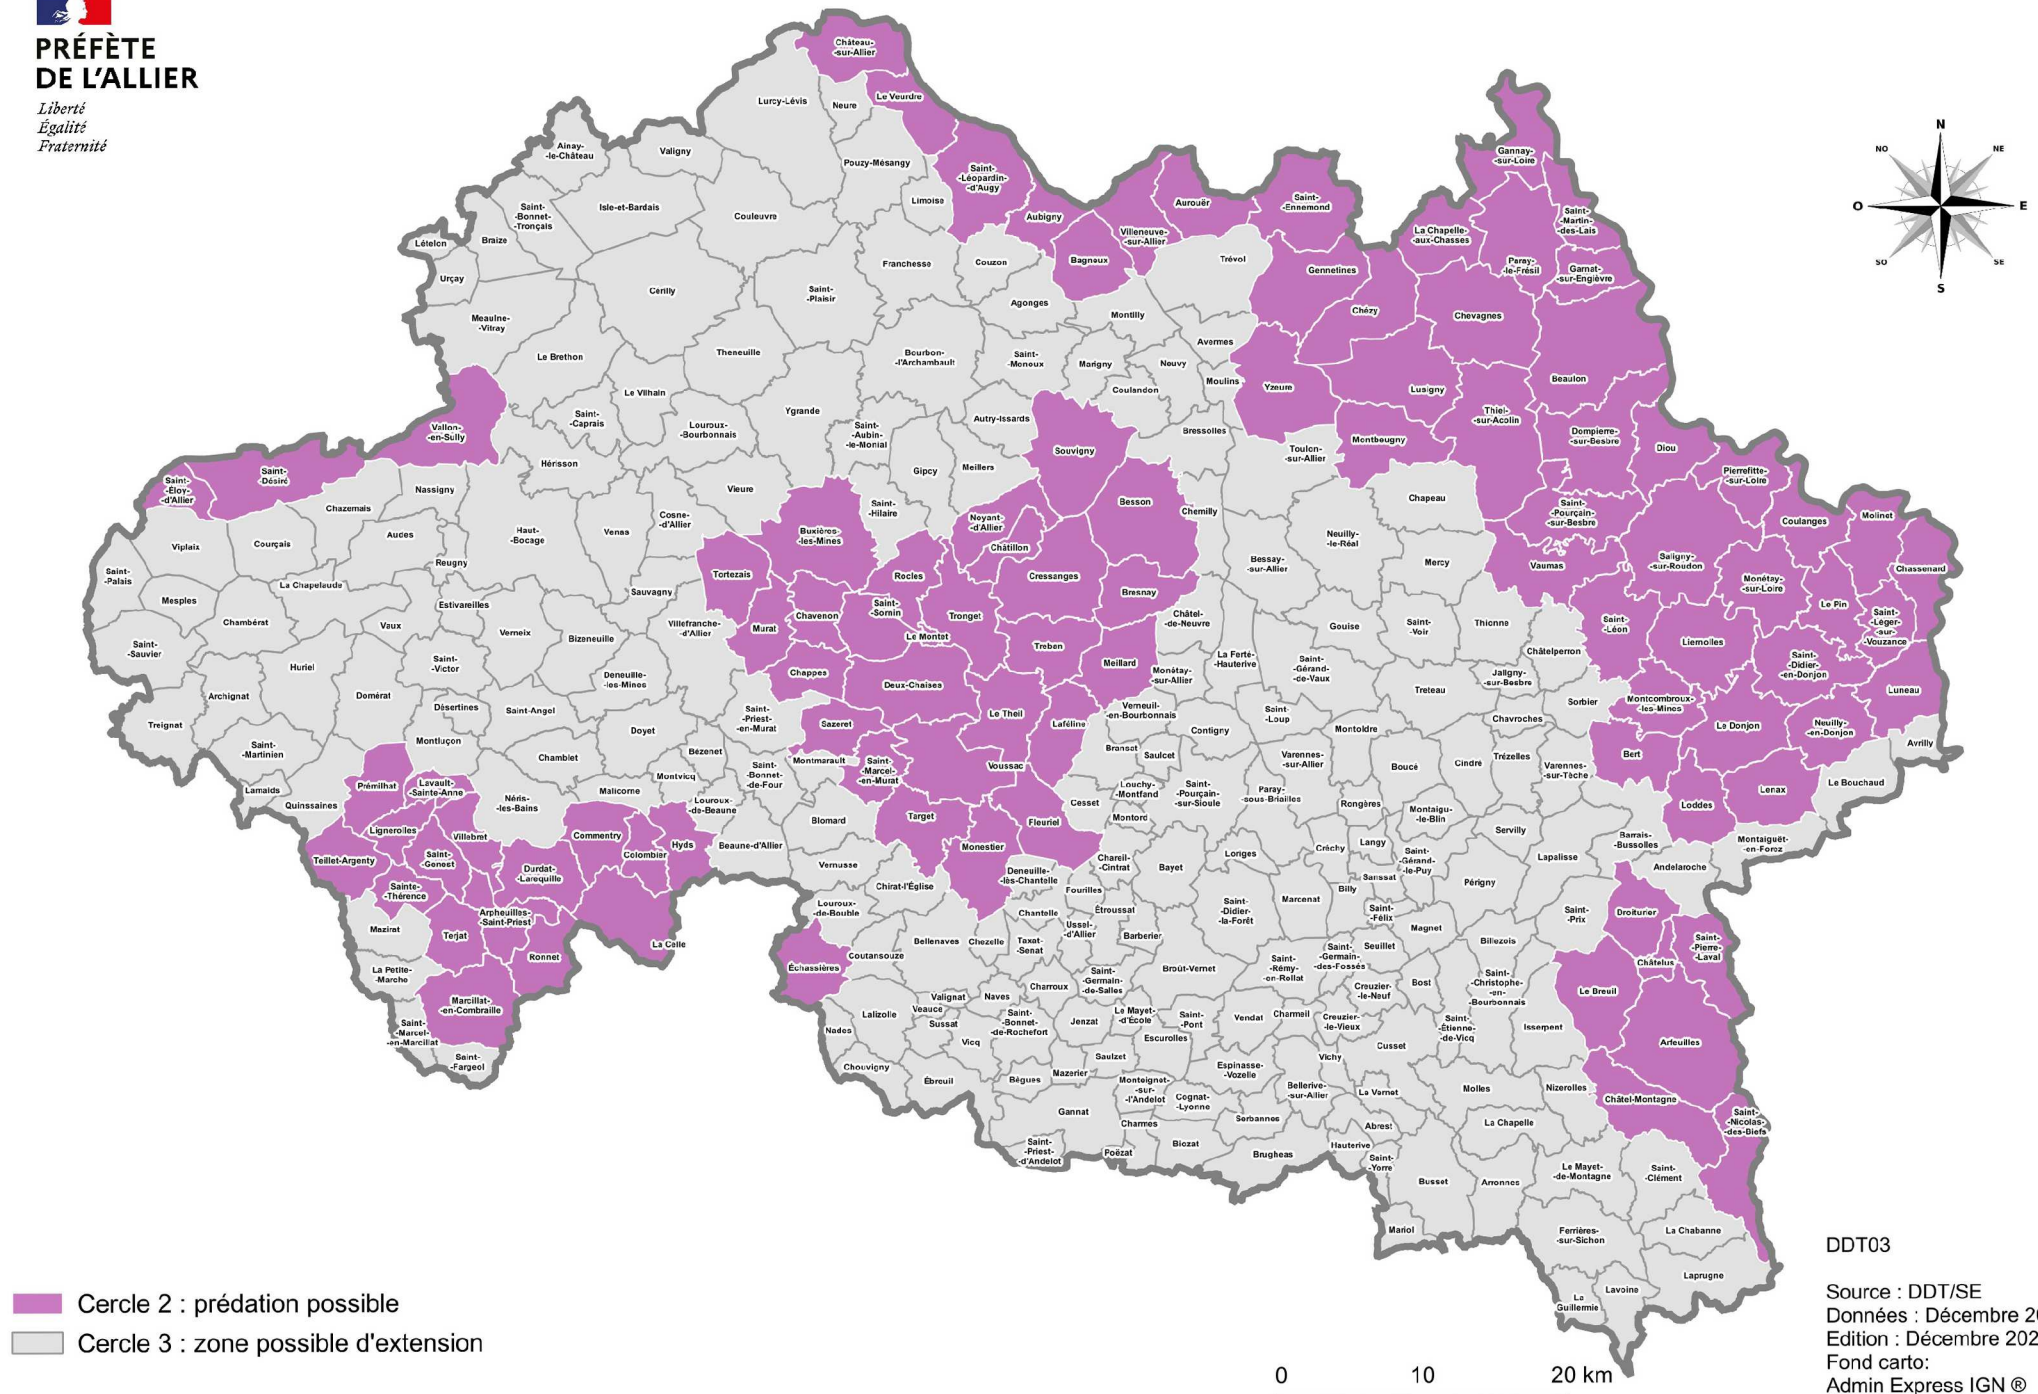 PRÉFÈTE
DE L'ALLIER
Liberté
Égalité
Fraternité
Château-
-sur-Allier
Lurcy-Lévis
Neure
Le Veurdre
Ainay-
-le-Château
Valigny
Pouzy-Mésangy
Saint-
-Léopardin-
-d'Augy
Limoise
Isle-et-Bardais
Couleuvre
Saint-
-Bonnet-
-Tronçais
Braize
Lételon
Urçay
Aubigny
Villeneuve-
-sur-Allier
Aurouër
Saint-
-Ennemond
Gannay-
-sur-Loire
La Chapelle-
-aux-Chasses
Saint-
-Martin-
-des-Lais
Paray-
-le-Frésil
Garnat-
-sur-Engièvre
N
NE
E
SE
S
SO
O
NO
Franchesse
Couzon
Bagneux
Trévol
Gennetines
Cérilly
Saint-
-Plaisir
Agonges
Montilly
Chézy
Chevagnes
Meaulne-
-Vitray
Le Brethon
Theneuille
Bourbon-
-l'Archambault
Saint-
-Menoux
Marigny
Neuvy
Avermes
Coulandon
Moulins
Yzeure
Lusigny
Beaulon
Le Vilhain
Saint-
-Caprais
Louroux-
-Bourbonnais
Ygrande
Saint-
-Aubin-
-le-Monial
Autry-Issards
Bressolles
Thiel-
-sur-Acolin
Dompierre-
-sur-Besbre
Diou
Montbeugny
Toulon-
-sur-Allier
Vallon-
-en-Sully
Souvigny
Hérisson
Gipcy
Meillers
Saint-
-Éloy-
-d'Allier
Saint-
-Désiré
Nassigny
Vieure
Pierrefitte-
-sur-Loire
Chapeau
Besson
Chemilly
Saint-
-Hilaire
Chazemais
Viplaix
Courçais
Audes
Haut-
-Bocage
Venas
Cosne-
-d'Allier
Buxières-
-les-Mines
Noyant-
-d'Allier
Châtillon
Neuilly-
-le-Réal
Saint-
-Pourçain-
-sur-Besbre
Coulanges
Molinet
Chassenard
Saint-
-Palais
La Chapelaude
Reugny
Tortezais
Rocles
Cressanges
Bresnay
Bessay-
-sur-Allier
Mercy
Vaumas
Saligny-
-sur-Roudon
Monétay-
-sur-Loire
Le Pin
Saint-
-Léger-
-sur-
-Vouzance
Mesples
Chambérat
Estivareilles
Sauvagny
Vaux
Verneix
Bizeneuille
Villefranche-
-d'Allier
Murat
Chavenon
Saint-
-Sornin
Le Montet
Tronget
Châtel-
-de-Neuvre
Gouise
Saint-
-Voir
Thionne
Saint-
-Léon
Liernolles
Saint-
-Didier-
-en-Donjon
Saint-
-Sauvier
Huriel
Saint-
-Victor
Deneuille-
-les-Mines
Chappes
Deux-Chaises
Treban
Meillard
Monétay-
-sur-Allier
La Ferté-
-Hauterive
Saint-
-Gérand-
-de-Vaux
Châtelperron
Jaligny-
-sur-Besbre
Luneau
Archignat
Domérat
Désertines
Saint-Angel
Treteau
Sorbier
Montcombroux-
-les-Mines
Le Donjon
Neuilly-
-en-Donjon
Treignat
Saint-
-Martinien
Montluçon
Chamblet
Doyet
Bézenet
Saint-
-Priest-
-en-Murat
Sazeret
Le Theil
Laféline
Verneuil-
-en-Bourbonnais
Contigny
Saint-
-Loup
Montoldre
Chavroches
Avrilly
Lamaids
Quinssaines
Prémilhat
Lavault-
-Sainte-Anne
Néris-
-les-Bains
Malicorne
Montvicq
Louroux-
-de-Beaune
Saint-
-Bonnet-
-de-Four
Montmarault
Saint-
-Marcel-
-en-Murat
Voussac
Bransat
Saulcet
Varennes-
-sur-Allier
Boucé
Cindré
Trézelles
Varennes-
-sur-Tèche
Bert
Le Bouchaud
Lenax
Loddes
Lignerolles
Villebret
Commentry
Colombier
Hyds
Beaune-d'Allier
Blomard
Target
Fleuriel
Cesset
Louchy-
-Montfand
Montord
Saint-
-Pourçain-
-sur-Sioule
Paray-
-sous-Briailles
Rongères
Montaigu-
-le-Blin
Servilly
Barrais-
-Bussolles
Montaiguët-
-en-Forez
Teillet-Argenty
Saint-
-Genest
Durdat-
-Larequille
Sainte-
-Thérence
Vernusse
Monestier
Chareil-
-Cintrat
Bayet
Loriges
Créchy
Langy
Saint-
-Gérand-
-le-Puy
Sanssat
Lapalisse
Andelaroche
Chirat-l'Église
Deneuille-
-lès-Chantelle
Fourilles
Billy
Périgny
Mazirat
Terjat
Arpheuilles-
-Saint-Priest
Ronnet
La Celle
Louroux-
-de-Bouble
Chantelle
Étroussat
Ussel-
-d'Allier
Saint-
-Didier-
-la-Forêt
Marcenat
Saint-
-Félix
Magnet
Saint-
-Prix
Droiturier
Saint-
-Pierre-
-Laval
La Petite-
-Marche
Échassières
Coutansouze
Bellenaves
Chezelle
Taxat-
-Senat
Barberier
Broût-Vernet
Saint-
-Rémy-
-en-Rollat
Saint-
-Germain-
-des-Fossés
Seuillet
Billezois
Châtelus
Marcillat-
-en-Combraille
Charroux
Saint-
-Germain-
-de-Salles
Creuzier-
-le-Neuf
Bost
Saint-
-Christophe-
-en-
-Bourbonnais
Le Breuil
Saint-
-Marcel-
-en-Marcillat
Saint-
-Fargeol
Nades
Lalizolle
Valignat
Veauce
Naves
Sussat
Vicq
Saint-
-Bonnet-
-de-Rochefort
Jenzat
Le Mayet-
-d'École
Saint-
-Pont
Escurolles
Vendat
Charmeil
Creuzier-
-le-Vieux
Cusset
Saint-
-Étienne-
-de-Vicq
Isserpent
Arfeuilles
Chouvigny
Ébreuil
Bègues
Mazerier
Saulzet
Monteignet-
-sur-
-l'Andelot
Cognat-
-Lyonne
Espinasse-
-Vozelle
Vichy
Bellerive-
-sur-Allier
Le Vernet
Molles
Nizerolles
Châtel-Montagne
Saint-
-Nicolas-
-des-Biefs
Gannat
Charmes
Serbannes
Abrest
La Chapelle
Saint-
-Priest-
-d'Andelot
Poëzat
Biozat
Brugheas
Hauterive
Saint-
-Yorre
Busset
Arronnes
Le Mayet-
-de-Montagne
Saint-
-Clément
Mariol
Ferrières-
-sur-Sichon
La Chabanne
Laprugne
Lavoine
La
Guillermie
Cercle 2 : prédation possible
Cercle 3 : zone possible d'extension
0 10 20 km
DDT03
Source : DDT/SE
Données : Décembre 20
Edition : Décembre 202
Fond carto:
Admin Express IGN ®